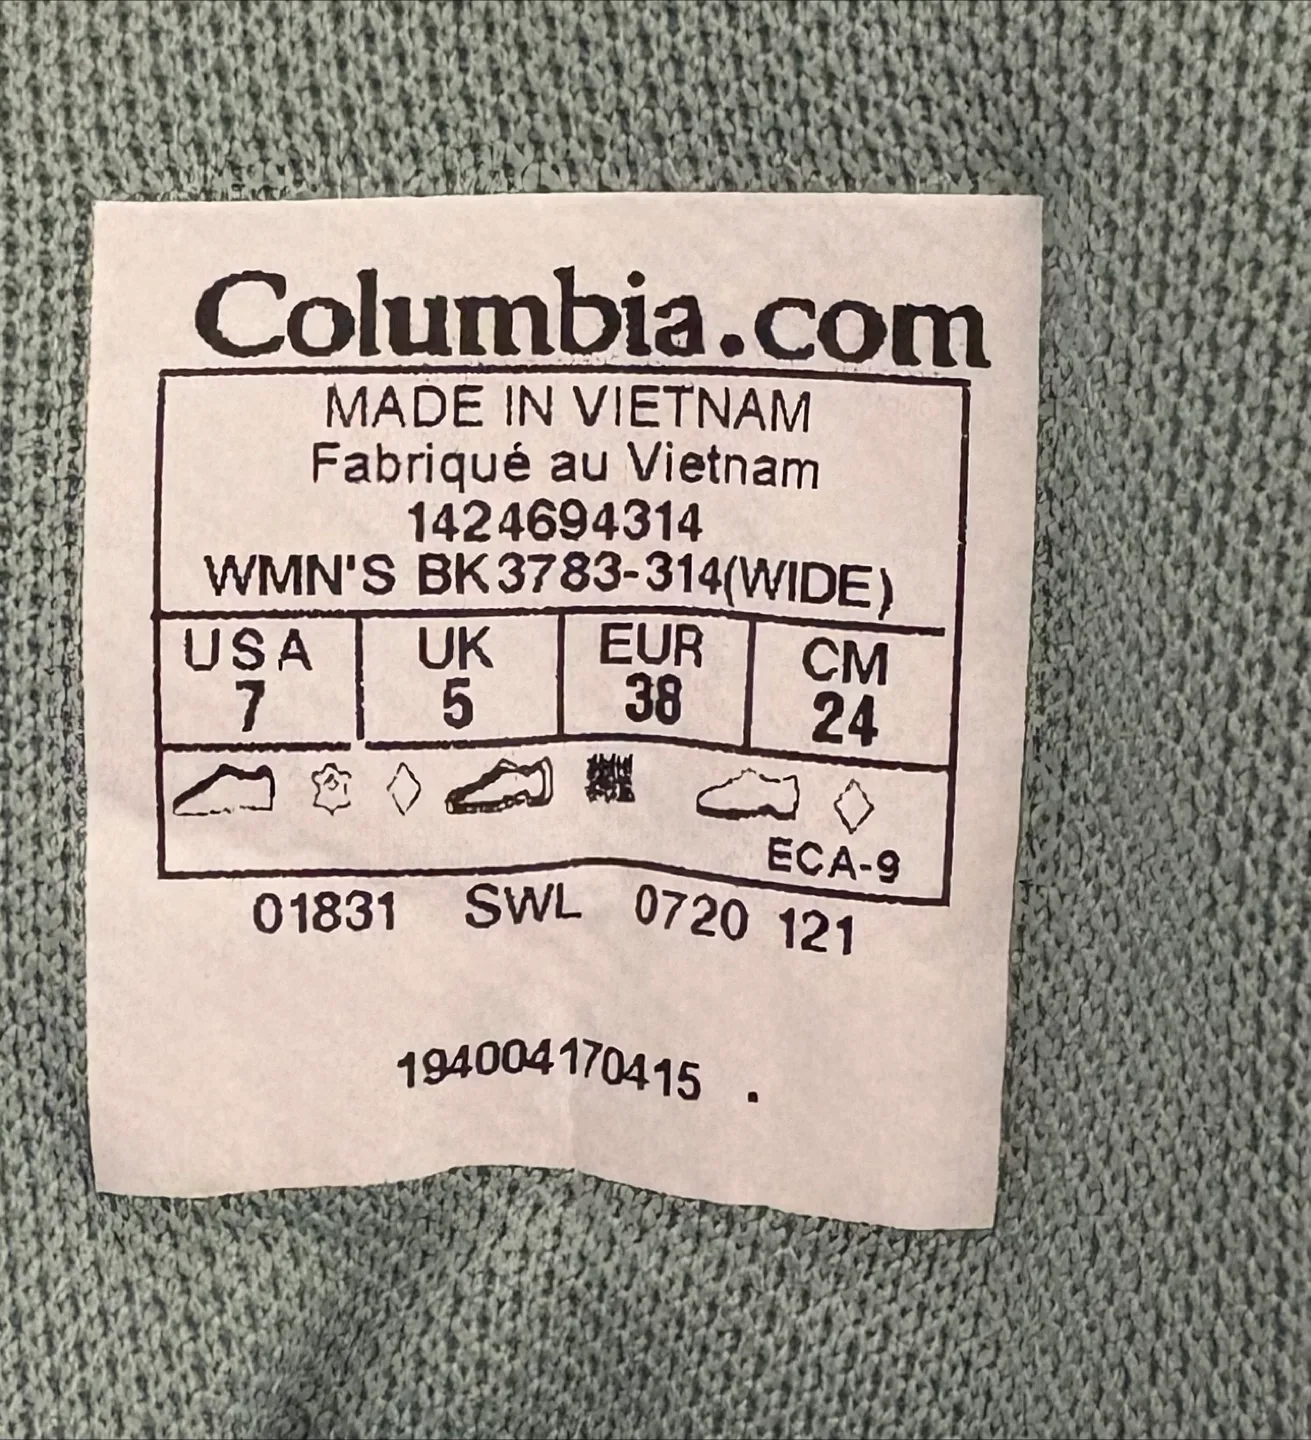 Columbia.com
MADE IN VIETNAM
Fabriqué au Vietnam
1424694314
WMN'S BK3783-314(WIDE)
USA UK EUR CM
7 5 38 24
ECA-9
01831 SWL 0720 121
194004170415 .